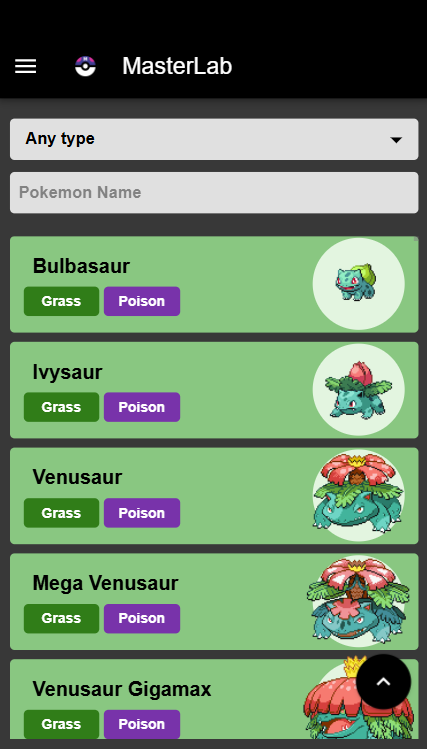 MasterLab
Any type
Pokemon Name
Bulbasaur
Grass Poison
Ivysaur
Grass Poison
Venusaur
Grass Poison
Mega Venusaur
Grass Poison
Venusaur Gigamax
Grass Poison